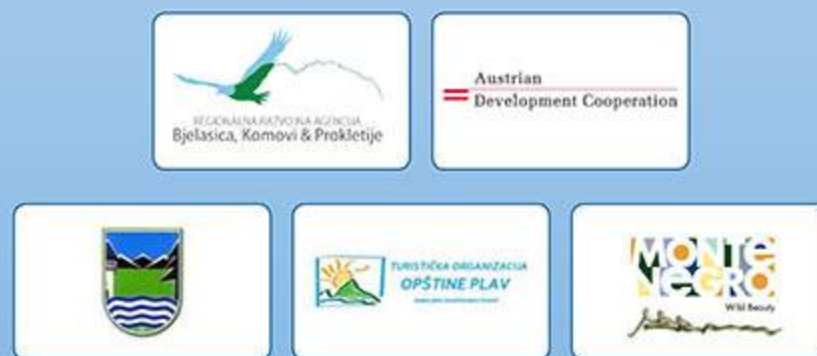 REGIONALNA RAZVOJNA AGENCIJA
Bjelasica, Komovi & Prokletije
Austrian
Development Cooperation
TURISTIČKA ORGANIZACIJA
OPŠTINE PLAV
MONTE
NEGRO
Wild Beauty